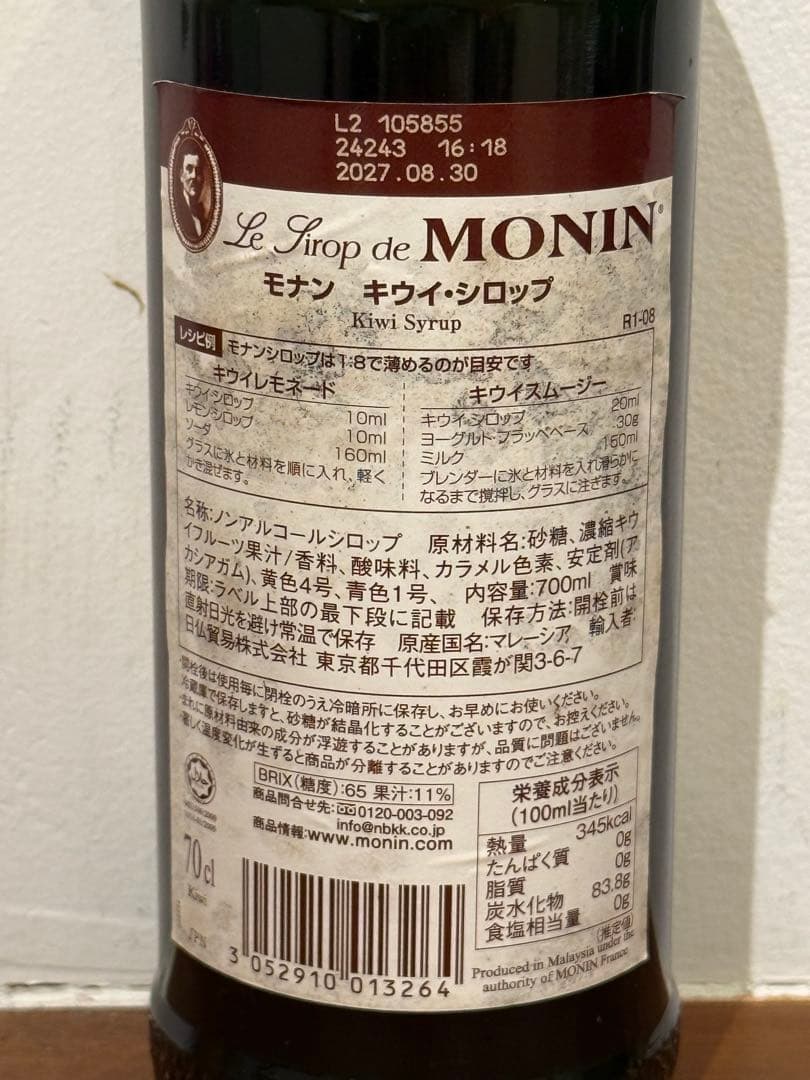 L2 105855
24243 16:18
2027.08.30
Le Sirop de MONIN®
モナン キウイ・シロップ
Kiwi Syrup
R1-08
レシピ例 モナンシロップは1:8で薄めるのが目安です
キウイレモネード
キウイ・シロップ 10ml
レモン・シロップ 10ml
ソーダ 160ml
グラスに氷と材料を順に入れ、軽く
かき混ぜます。
キウイスムージー
キウイ・シロップ 20ml
ヨーグルト・フラッペベース 30g
ミルク 150ml
ブレンダーに氷と材料を入れ滑らかに
なるまで撹拌し、グラスに注ぎます。
名称:ノンアルコールシロップ 原材料名:砂糖、濃縮キウ
イフルーツ果汁/香料、酸味料、カラメル色素、安定剤(ア
カシアガム)、黄色4号、青色1号、 内容量:700ml 賞味
期限:ラベル上部の最下段に記載 保存方法:開栓前は
直射日光を避け常温で保存 原産国名:マレーシア 輸入者:
日仏貿易株式会社 東京都千代田区霞が関3-6-7
開栓後は使用毎に閉栓のうえ冷暗所に保存し、お早めにお使いください。
冷蔵庫で保存しますと、砂糖が結晶化することがございますので、お控えください。
まれに原材料由来の成分が浮遊することがありますが、品質に問題はございません。
著しく温度変化が生ずると商品が分離することがありますのでご注意ください。
BRIX(糖度):65 果汁:11%
商品問合せ先:0120-003-092
info@nbkk.co.jp
商品情報:www.monin.com
70cl
Kiwi
JPN
栄養成分表示
(100ml当たり)
熱量 345kcal
たんぱく質 0g
脂質 0g
炭水化物 83.8g
食塩相当量 0g
(推定値)
3 052910 013264
Produced in Malaysia under the
authority of MONIN France